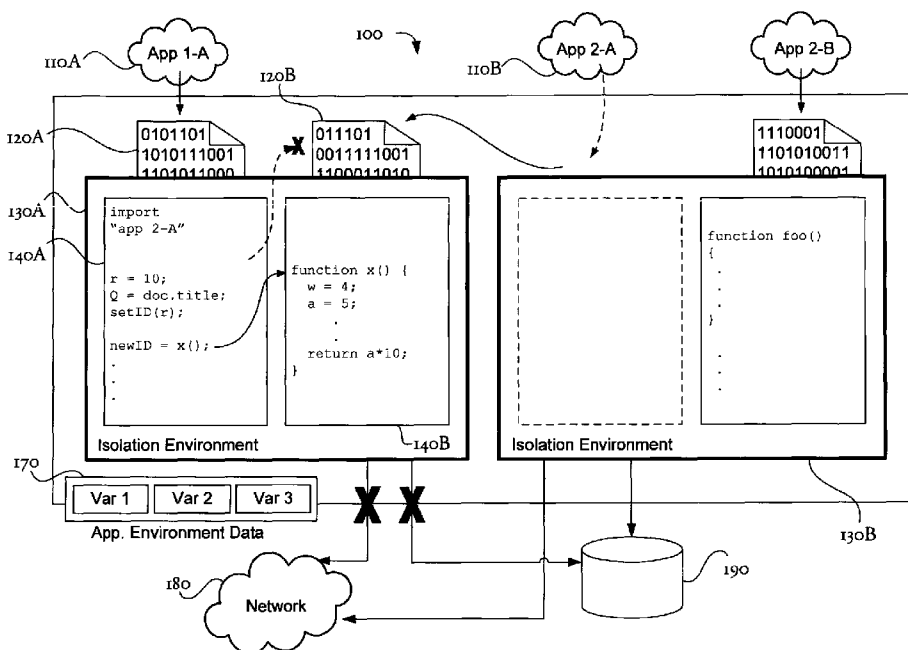 100
110A
App 1-A
120B
110B
App 2-A
App 2-B
120A
0101101
1010111001
1101011000
X
011101
0011111001
1100011010
1110001
1101010011
1010100001
130A
140A
import
"app 2-A"
r = 10;
Q = doc.title;
setID(r);
newID = x();
.
.
.
function x() {
w = 4;
a = 5;
.
.
return a*10;
}
function foo()
{
.
.
.
}
.
.
.
Isolation Environment
140B
Isolation Environment
170
Var 1
Var 2
Var 3
App. Environment Data
X
X
130B
180
Network
190